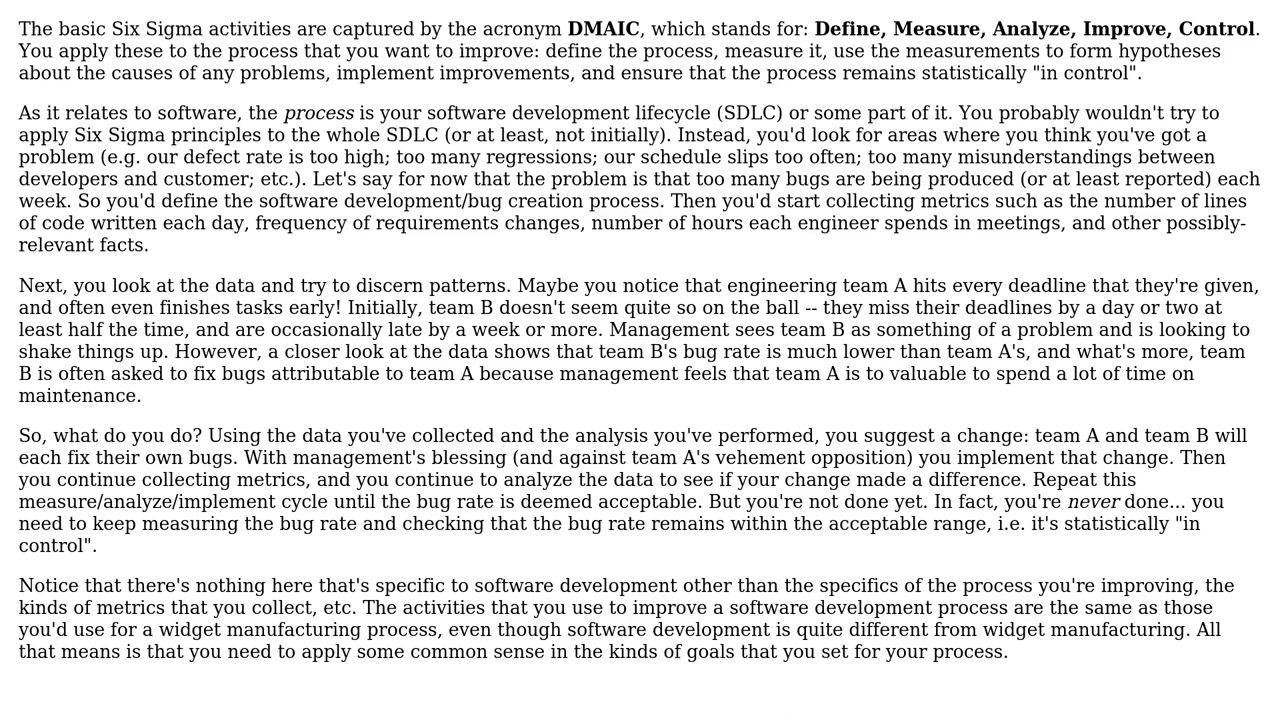 The basic Six Sigma activities are captured by the acronym DMAIC, which stands for: Define, Measure, Analyze, Improve, Control.
You apply these to the process that you want to improve: define the process, measure it, use the measurements to form hypotheses
about the causes of any problems, implement improvements, and ensure that the process remains statistically "in control".
As it relates to software, the process is your software development lifecycle (SDLC) or some part of it. You probably wouldn't try to
apply Six Sigma principles to the whole SDLC (or at least, not initially). Instead, you'd look for areas where you think you've got a
problem (e.g. our defect rate is too high; too many regressions; our schedule slips too often; too many misunderstandings between
developers and customer; etc.). Let's say for now that the problem is that too many bugs are being produced (or at least reported) each
week. So you'd define the software development/bug creation process. Then you'd start collecting metrics such as the number of lines
of code written each day, frequency of requirements changes, number of hours each engineer spends in meetings, and other possibly-
relevant facts.
Next, you look at the data and try to discern patterns. Maybe you notice that engineering team A hits every deadline that they're given,
and often even finishes tasks early! Initially, team B doesn't seem quite so on the ball -- they miss their deadlines by a day or two at
least half the time, and are occasionally late by a week or more. Management sees team B as something of a problem and is looking to
shake things up. However, a closer look at the data shows that team B's bug rate is much lower than team A's, and what's more, team
B is often asked to fix bugs attributable to team A because management feels that team A is to valuable to spend a lot of time on
maintenance.
So, what do you do? Using the data you've collected and the analysis you've performed, you suggest a change: team A and team B will
each fix their own bugs. With management's blessing (and against team A's vehement opposition) you implement that change. Then
you continue collecting metrics, and you continue to analyze the data to see if your change made a difference. Repeat this
measure/analyze/implement cycle until the bug rate is deemed acceptable. But you're not done yet. In fact, you're never done... you
need to keep measuring the bug rate and checking that the bug rate remains within the acceptable range, i.e. it's statistically "in
control".
Notice that there's nothing here that's specific to software development other than the specifics of the process you're improving, the
kinds of metrics that you collect, etc. The activities that you use to improve a software development process are the same as those
you'd use for a widget manufacturing process, even though software development is quite different from widget manufacturing. All
that means is that you need to apply some common sense in the kinds of goals that you set for your process.